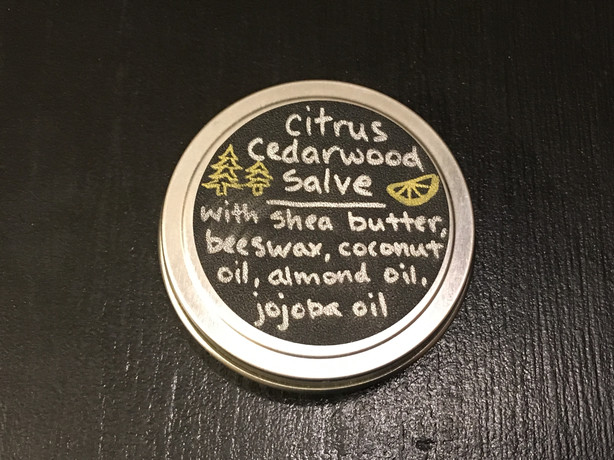 citrus
cedarwood
salve
with shea butter,
beeswax, coconut
oil, almond oil,
jojoba oil